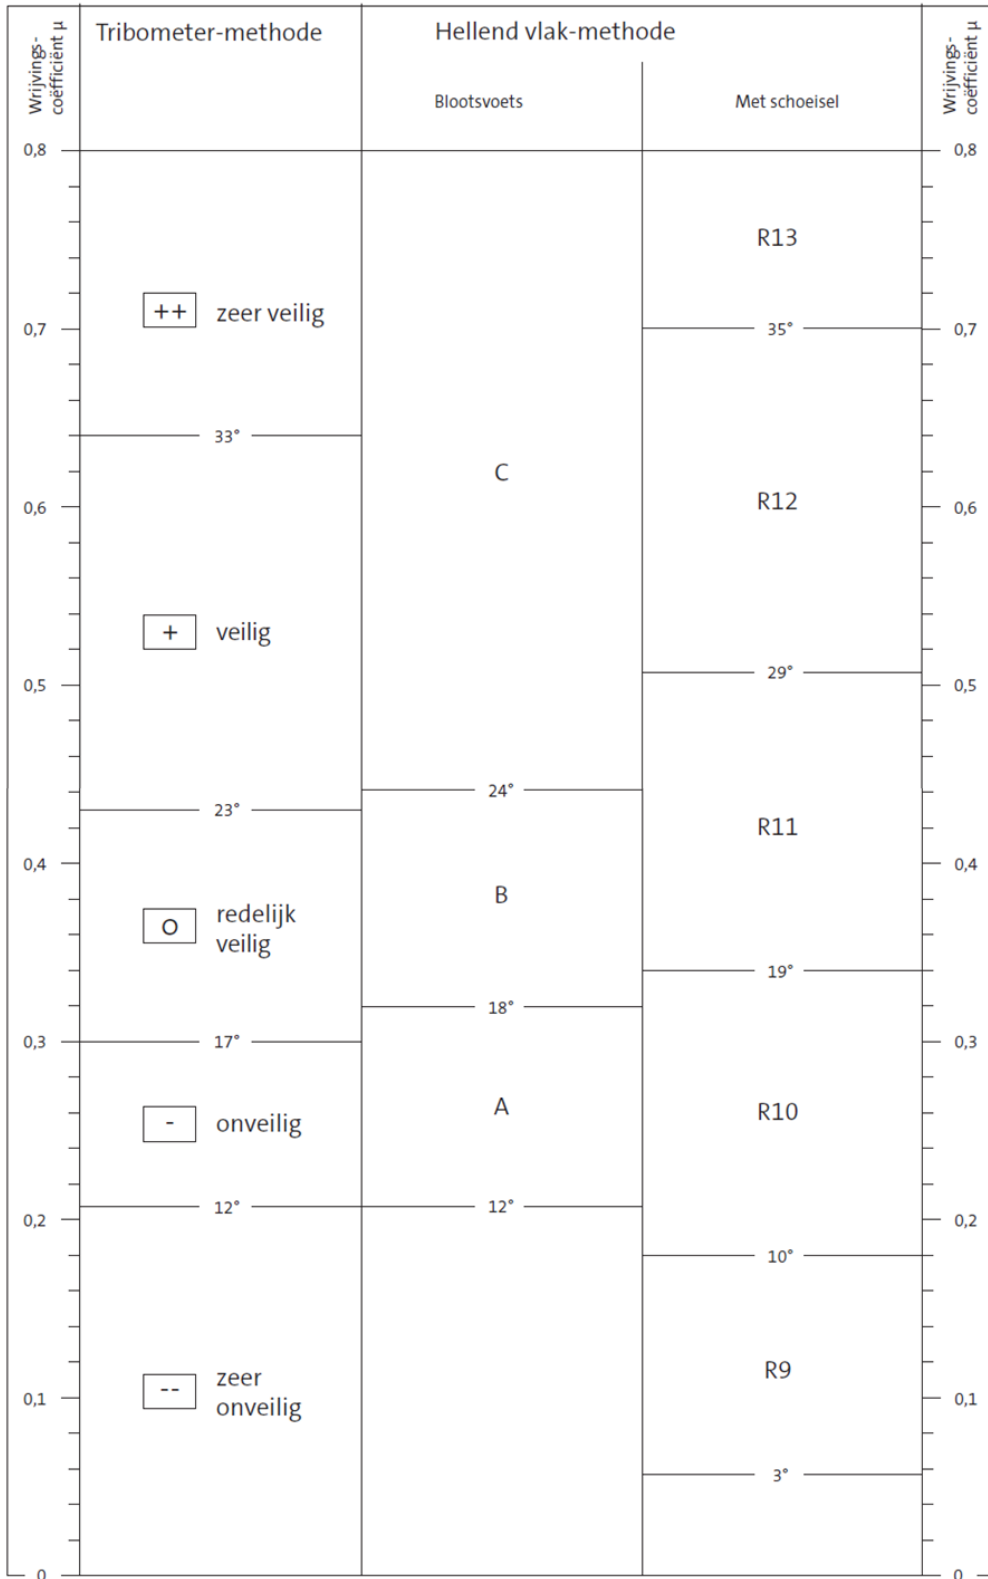 Wrijvings-
coëfficiënt μ
Tribometer-methode
Hellend vlak-methode
Wrijvings-
coëfficiënt μ
Blootsvoets
Met schoeisel
0,8
0,8
R13
++ zeer veilig
0,7
35°
0,7
33°
C
0,6
R12
0,6
+ veilig
29°
0,5
0,5
24°
23°
R11
0,4
0,4
B
O redelijk
veilig
19°
18°
0,3
17°
0,3
A
R10
- onveilig
12°
12°
0,2
0,2
10°
R9
-- zeer
onveilig
0,1
0,1
3°
0
0